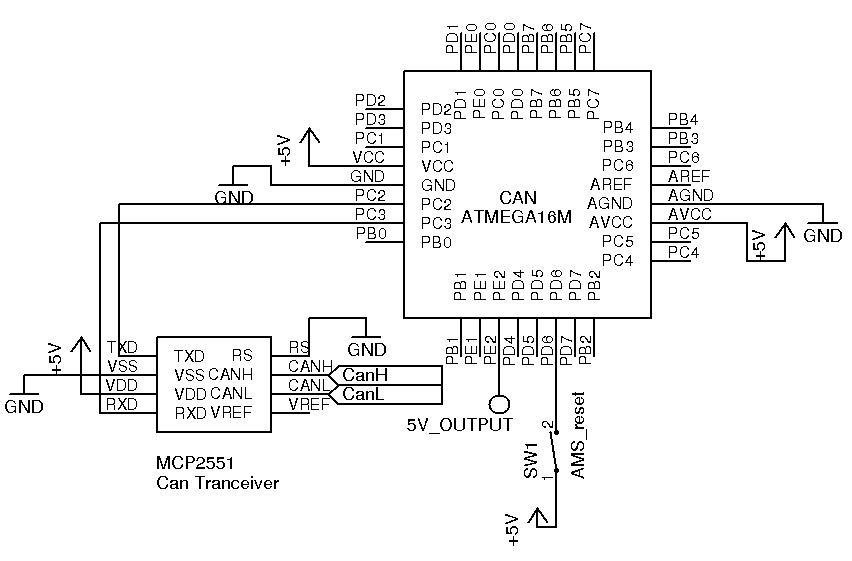 PD1 PE0 PC0 PD0 PB7 PB6 PB5 PC7
PD1 PE0 PC0 PD0 PB7 PB6 PB5 PC7
PD2 PD2
PD3 PD3
PC1 PC1
VCC VCC
GND GND
PC2 PC2
PC3 PC3
PB0 PB0
+5V
GND
CAN
ATMEGA16M
PB4 PB4
PB3 PB3
PC6 PC6
AREF AREF
AGND AGND
AVCC AVCC
PC5 PC5
PC4 PC4
+5V
GND
PB1 PE1 PE2 PD4 PD5 PD6 PD7 PB2
PB1 PE1 PE2 PD4 PD5 PD6 PD7 PB2
TXD TXD RS RS
VSS VSS CANH CANH
VDD VDD CANL CANL
RXD RXD VREF VREF
+5V
GND
GND
CanH
CanL
5V_OUTPUT
MCP2551
Can Tranceiver
SW1
2
1
AMS_reset
+5V